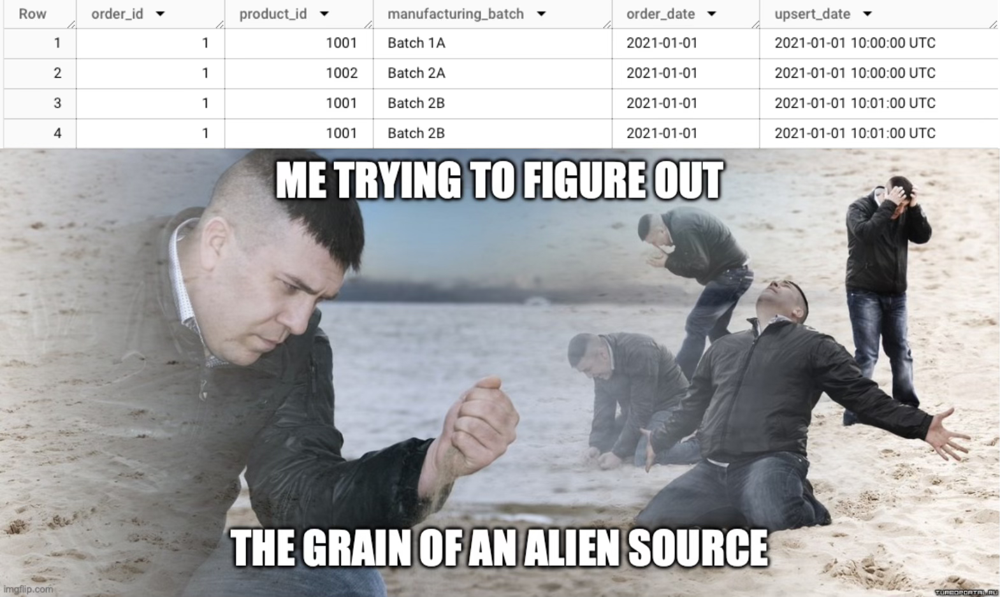 Row order_id product_id manufacturing_batch order_date upsert_date
1 1 1001 Batch 1A 2021-01-01 2021-01-01 10:00:00 UTC
2 1 1002 Batch 2A 2021-01-01 2021-01-01 10:00:00 UTC
3 1 1001 Batch 2B 2021-01-01 2021-01-01 10:01:00 UTC
4 1 1001 Batch 2B 2021-01-01 2021-01-01 10:01:00 UTC
ME TRYING TO FIGURE OUT
THE GRAIN OF AN ALIEN SOURCE
imgflip.com